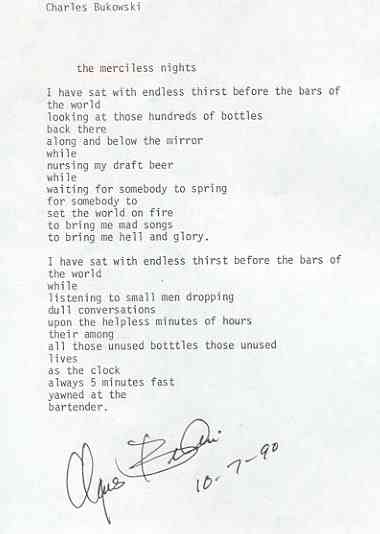 Charles Bukowski
the merciless nights
I have sat with endless thirst before the bars of
the world
looking at those hundreds of bottles
back there
along and below the mirror
while
nursing my draft beer
while
waiting for somebody to spring
for somebody to
set the world on fire
to bring me mad songs
to bring me hell and glory.
I have sat with endless thirst before the bars of
the world
while
listening to small men dropping
dull conversations
upon the helpless minutes of hours
their among
all those unused botttles those unused
lives
as the clock
always 5 minutes fast
yawned at the
bartender.
10-7-90